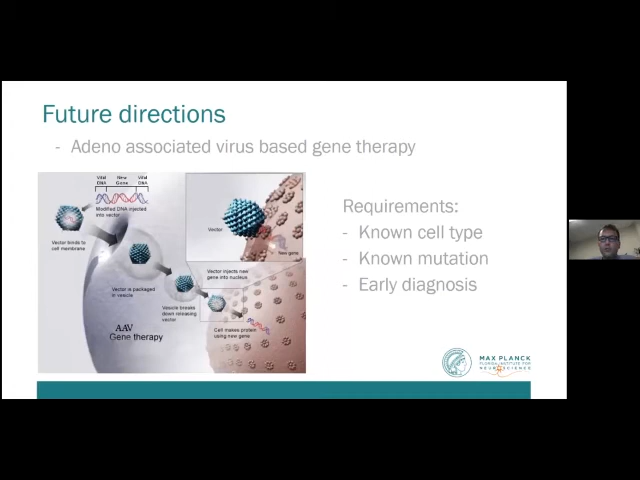 Future directions
- Adeno associated virus based gene therapy
Viral DNA
New Gene
Viral DNA
Modified DNA injected into vector
Vector binds to cell membrane
Vector is packaged in vesicle
Vesicle breaks down releasing vector
Vector
New gene
Vector injects new gene into nucleus
Cell makes protein using new gene
AAV
Gene therapy
Requirements:
- Known cell type
- Known mutation
- Early diagnosis
MAX PLANCK
FLORIDA INSTITUTE FOR
NEUROSCIENCE